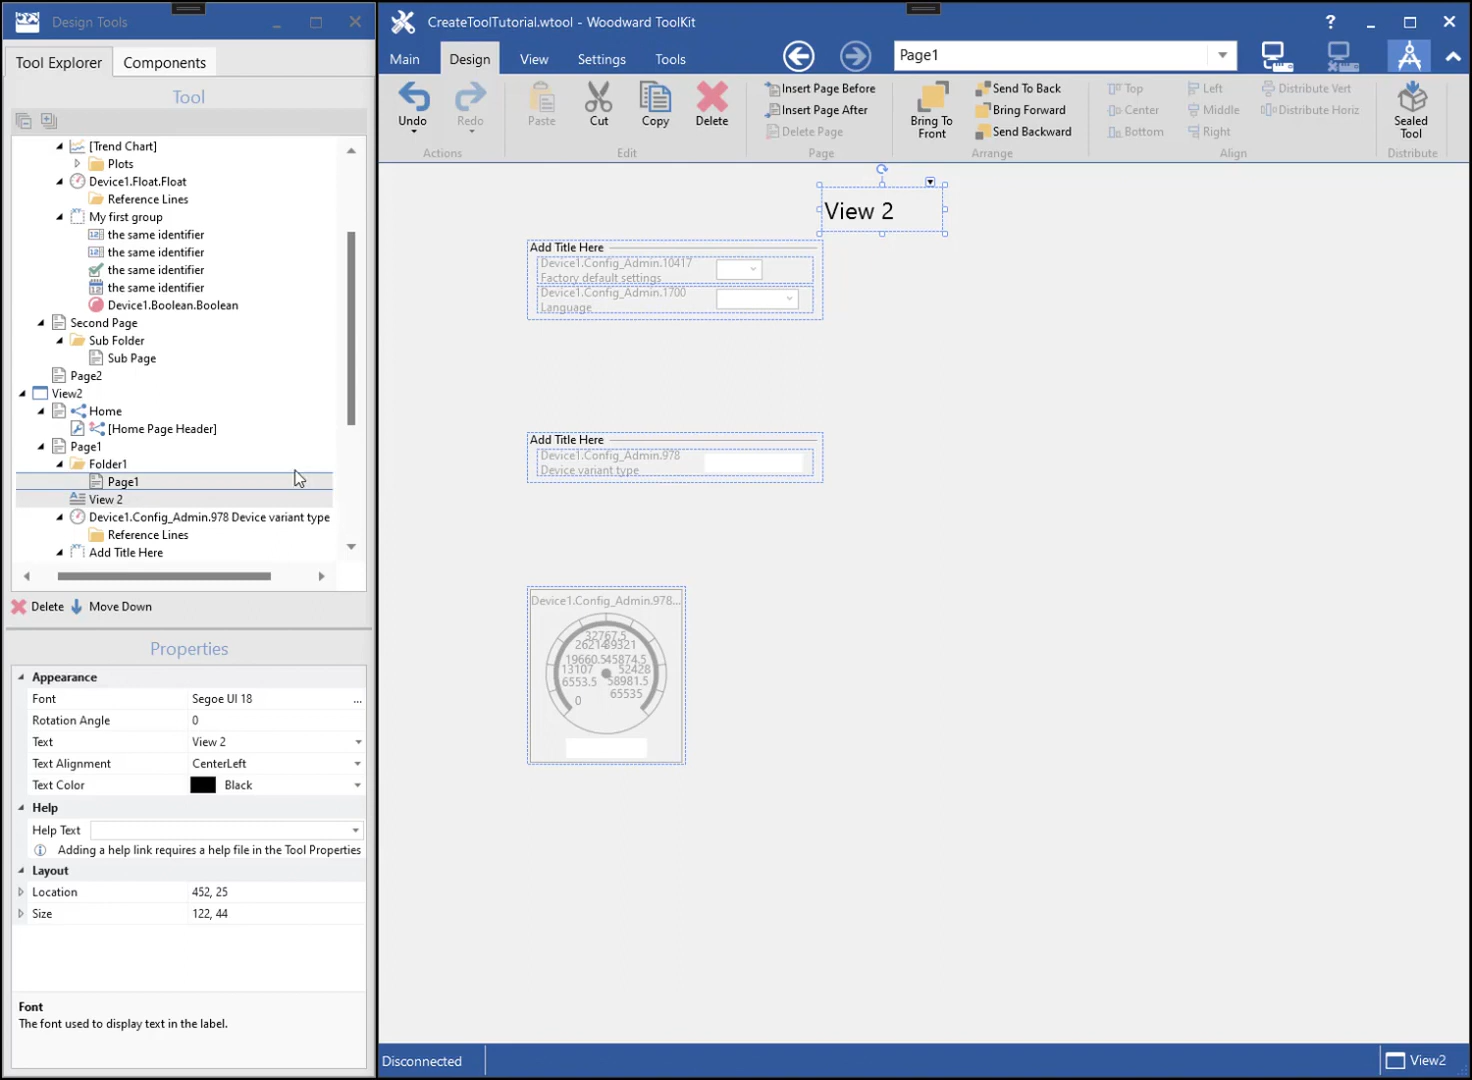 Design Tools
Tool Explorer
Components
Tool
[Trend Chart]
Plots
Device1.Float.Float
Reference Lines
My first group
the same identifier
the same identifier
the same identifier
the same identifier
Device1.Boolean.Boolean
Second Page
Sub Folder
Sub Page
Page2
View2
Home
[Home Page Header]
Page1
Folder1
Page1
View 2
Device1.Config_Admin.978 Device variant type
Reference Lines
Add Title Here
Delete
Move Down
Properties
Appearance
Font Segoe UI 18 ...
Rotation Angle 0
Text View 2
Text Alignment CenterLeft
Text Color Black
Help
Help Text
Adding a help link requires a help file in the Tool Properties
Layout
Location 452, 25
Size 122, 44
Font
The font used to display text in the label.
CreateToolTutorial.wtool - Woodward ToolKit
?
Main
Design
View
Settings
Tools
Page1
Undo
Redo
Actions
Paste
Cut
Copy
Delete
Edit
Insert Page Before
Insert Page After
Delete Page
Page
Bring To
Front
Send To Back
Bring Forward
Send Backward
Arrange
Top
Center
Bottom
Left
Middle
Right
Distribute Vert
Distribute Horiz
Align
Sealed
Tool
Distribute
View 2
Add Title Here
Device1.Config_Admin.10417
Factory default settings
Device1.Config_Admin.1700
Language
Add Title Here
Device1.Config_Admin.978
Device variant type
Device1.Config_Admin.978...
32767.5
26214 39321
19660.5 45874.5
13107 52428
6553.5 58981.5
0 65535
Disconnected
View2